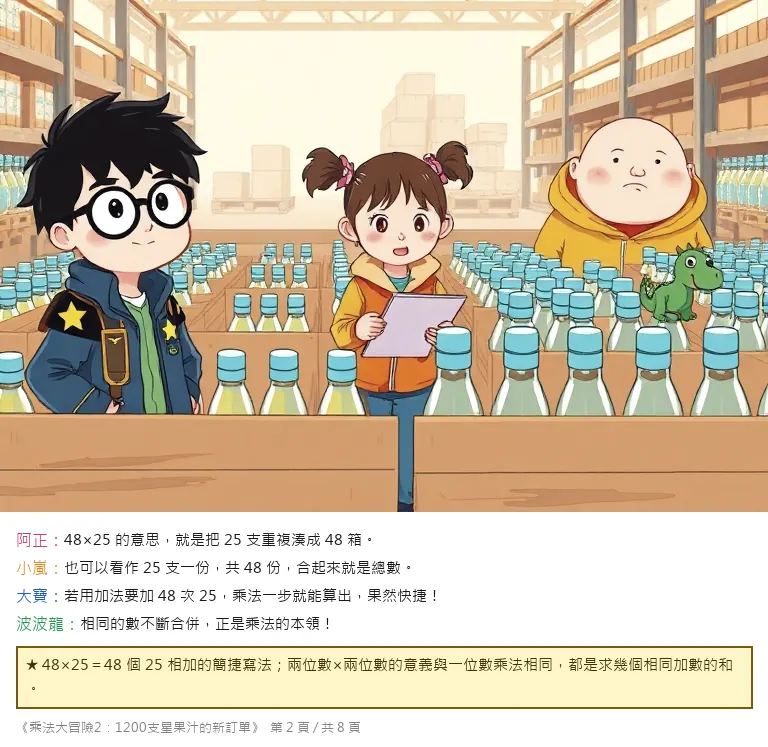 阿正：48×25 的意思，就是把 25 支重複湊成 48 箱。
小嵐：也可以看作 25 支一份，共 48 份，合起來就是總數。
大寶：若用加法要加 48 次 25，乘法一步就能算出，果然快捷！
波波龍：相同的數不斷合併，正是乘法的本領！
★ 48×25＝48 個 25 相加的簡捷寫法；兩位數×兩位數的意義與一位數乘法相同，都是求幾個相同加數的和
。
《乘法大冒險2：1200支星果汁的新訂單》 第 2 頁 / 共 8 頁